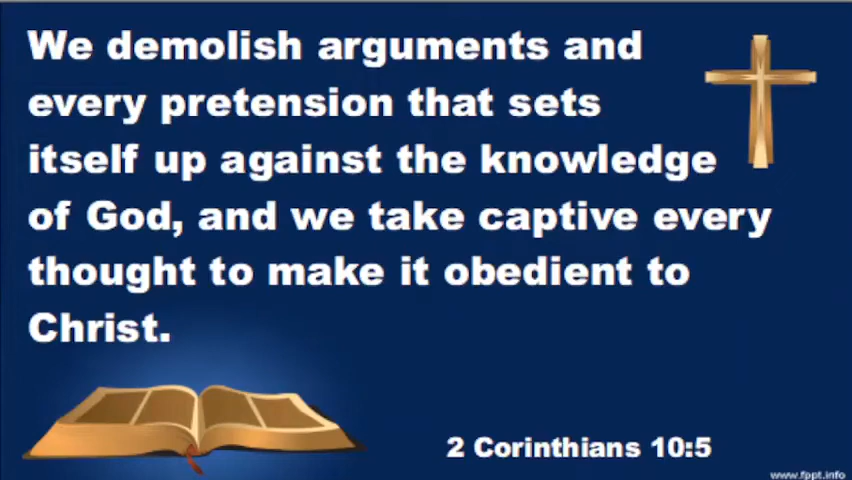 We demolish arguments and
every pretension that sets
itself up against the knowledge
of God, and we take captive every
thought to make it obedient to
Christ.
2 Corinthians 10:5
www.fppt.info